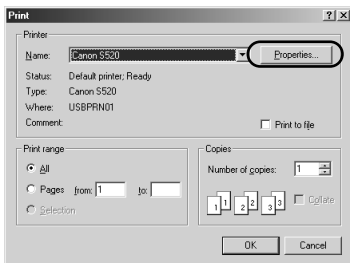 Print
Printer
Name: Canon S520 Properties...
Status: Default printer; Ready
Type: Canon S520
Where: USBPRN01
Comment: Print to file
Print range
All
Pages from: 1 to:
Selection
Copies
Number of copies: 1
1 1 2 2 3 3 Collate
OK Cancel